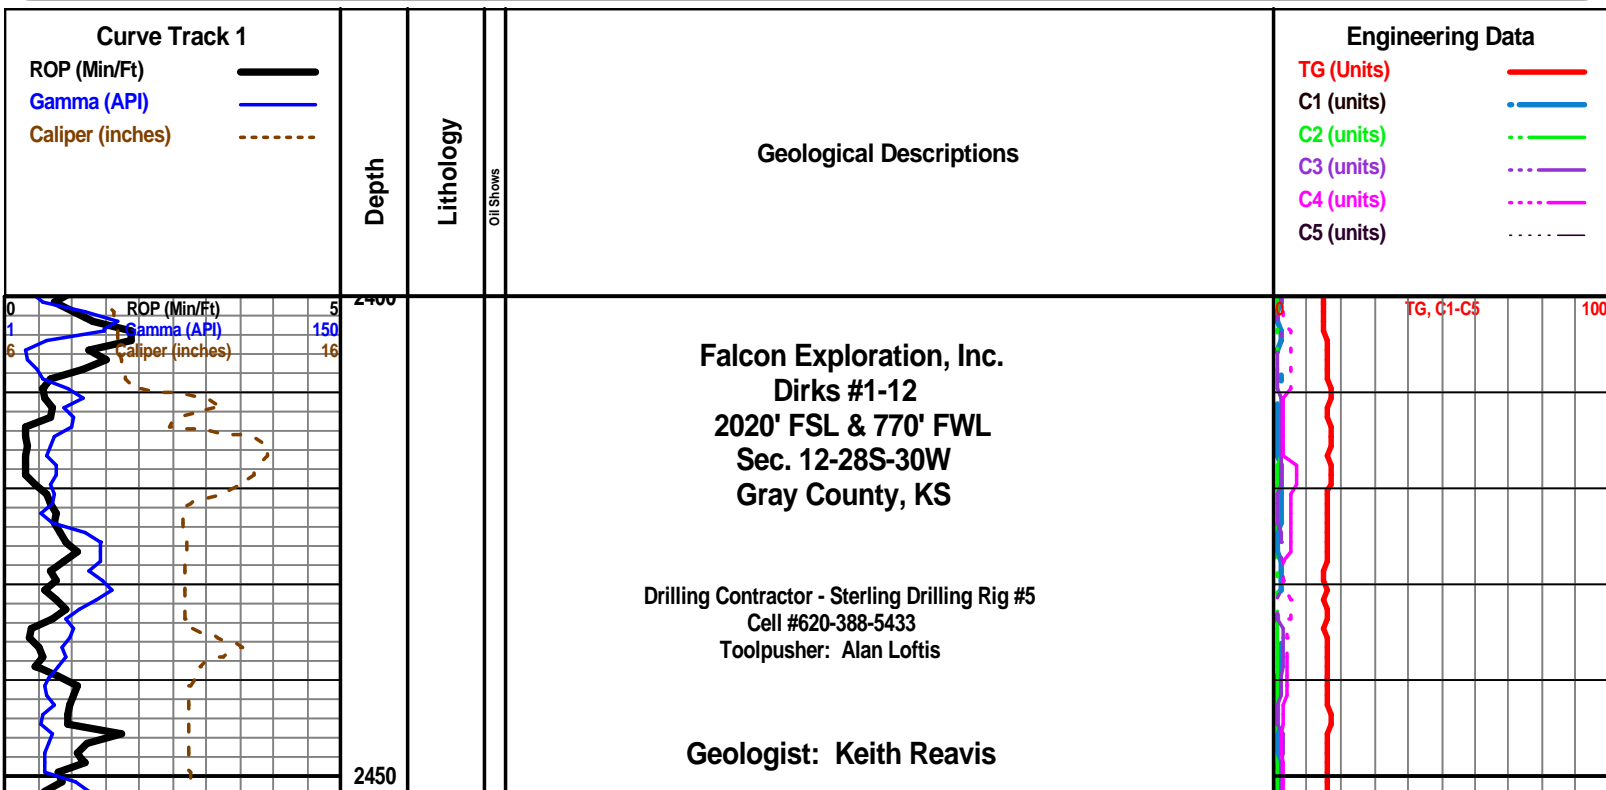 Curve Track 1
ROP (Min/Ft)
Gamma (API)
Caliper (inches)
Depth
Lithology
Oil Shows
Geological Descriptions
Engineering Data
TG (Units)
C1 (units)
C2 (units)
C3 (units)
C4 (units)
C5 (units)
0 ROP (Min/Ft) 5
1 Gamma (API) 150
6 Caliper (inches) 16
2400
0 TG, C1-C5 100
Falcon Exploration, Inc.
Dirks #1-12
2020' FSL & 770' FWL
Sec. 12-28S-30W
Gray County, KS
Drilling Contractor - Sterling Drilling Rig #5
Cell #620-388-5433
Toolpusher: Alan Loftis
Geologist: Keith Reavis
2450